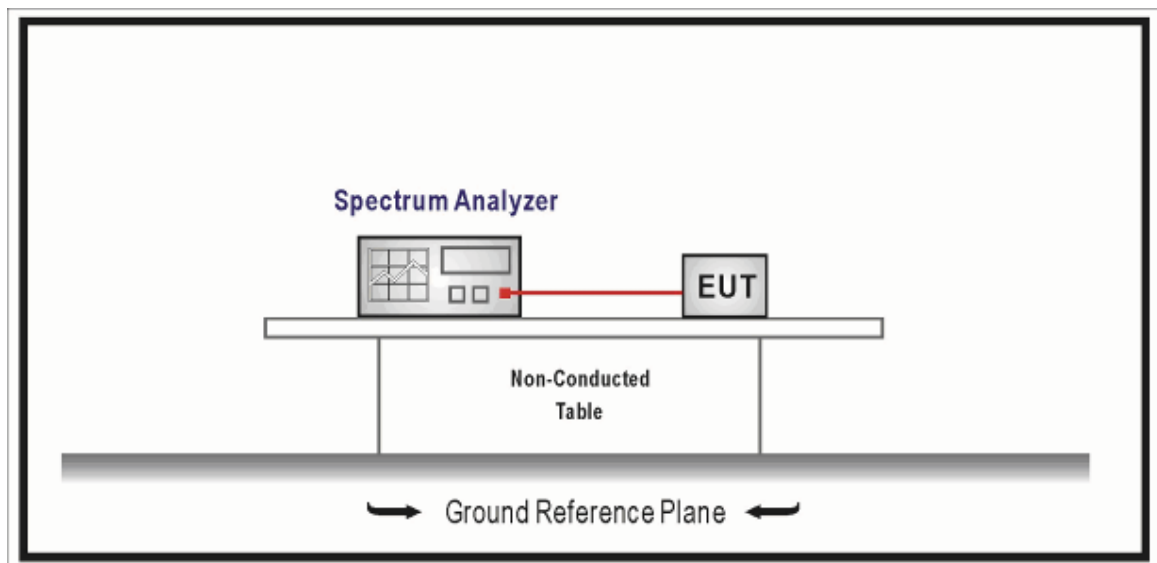 Spectrum Analyzer
EUT
Non-Conducted
Table
Ground Reference Plane